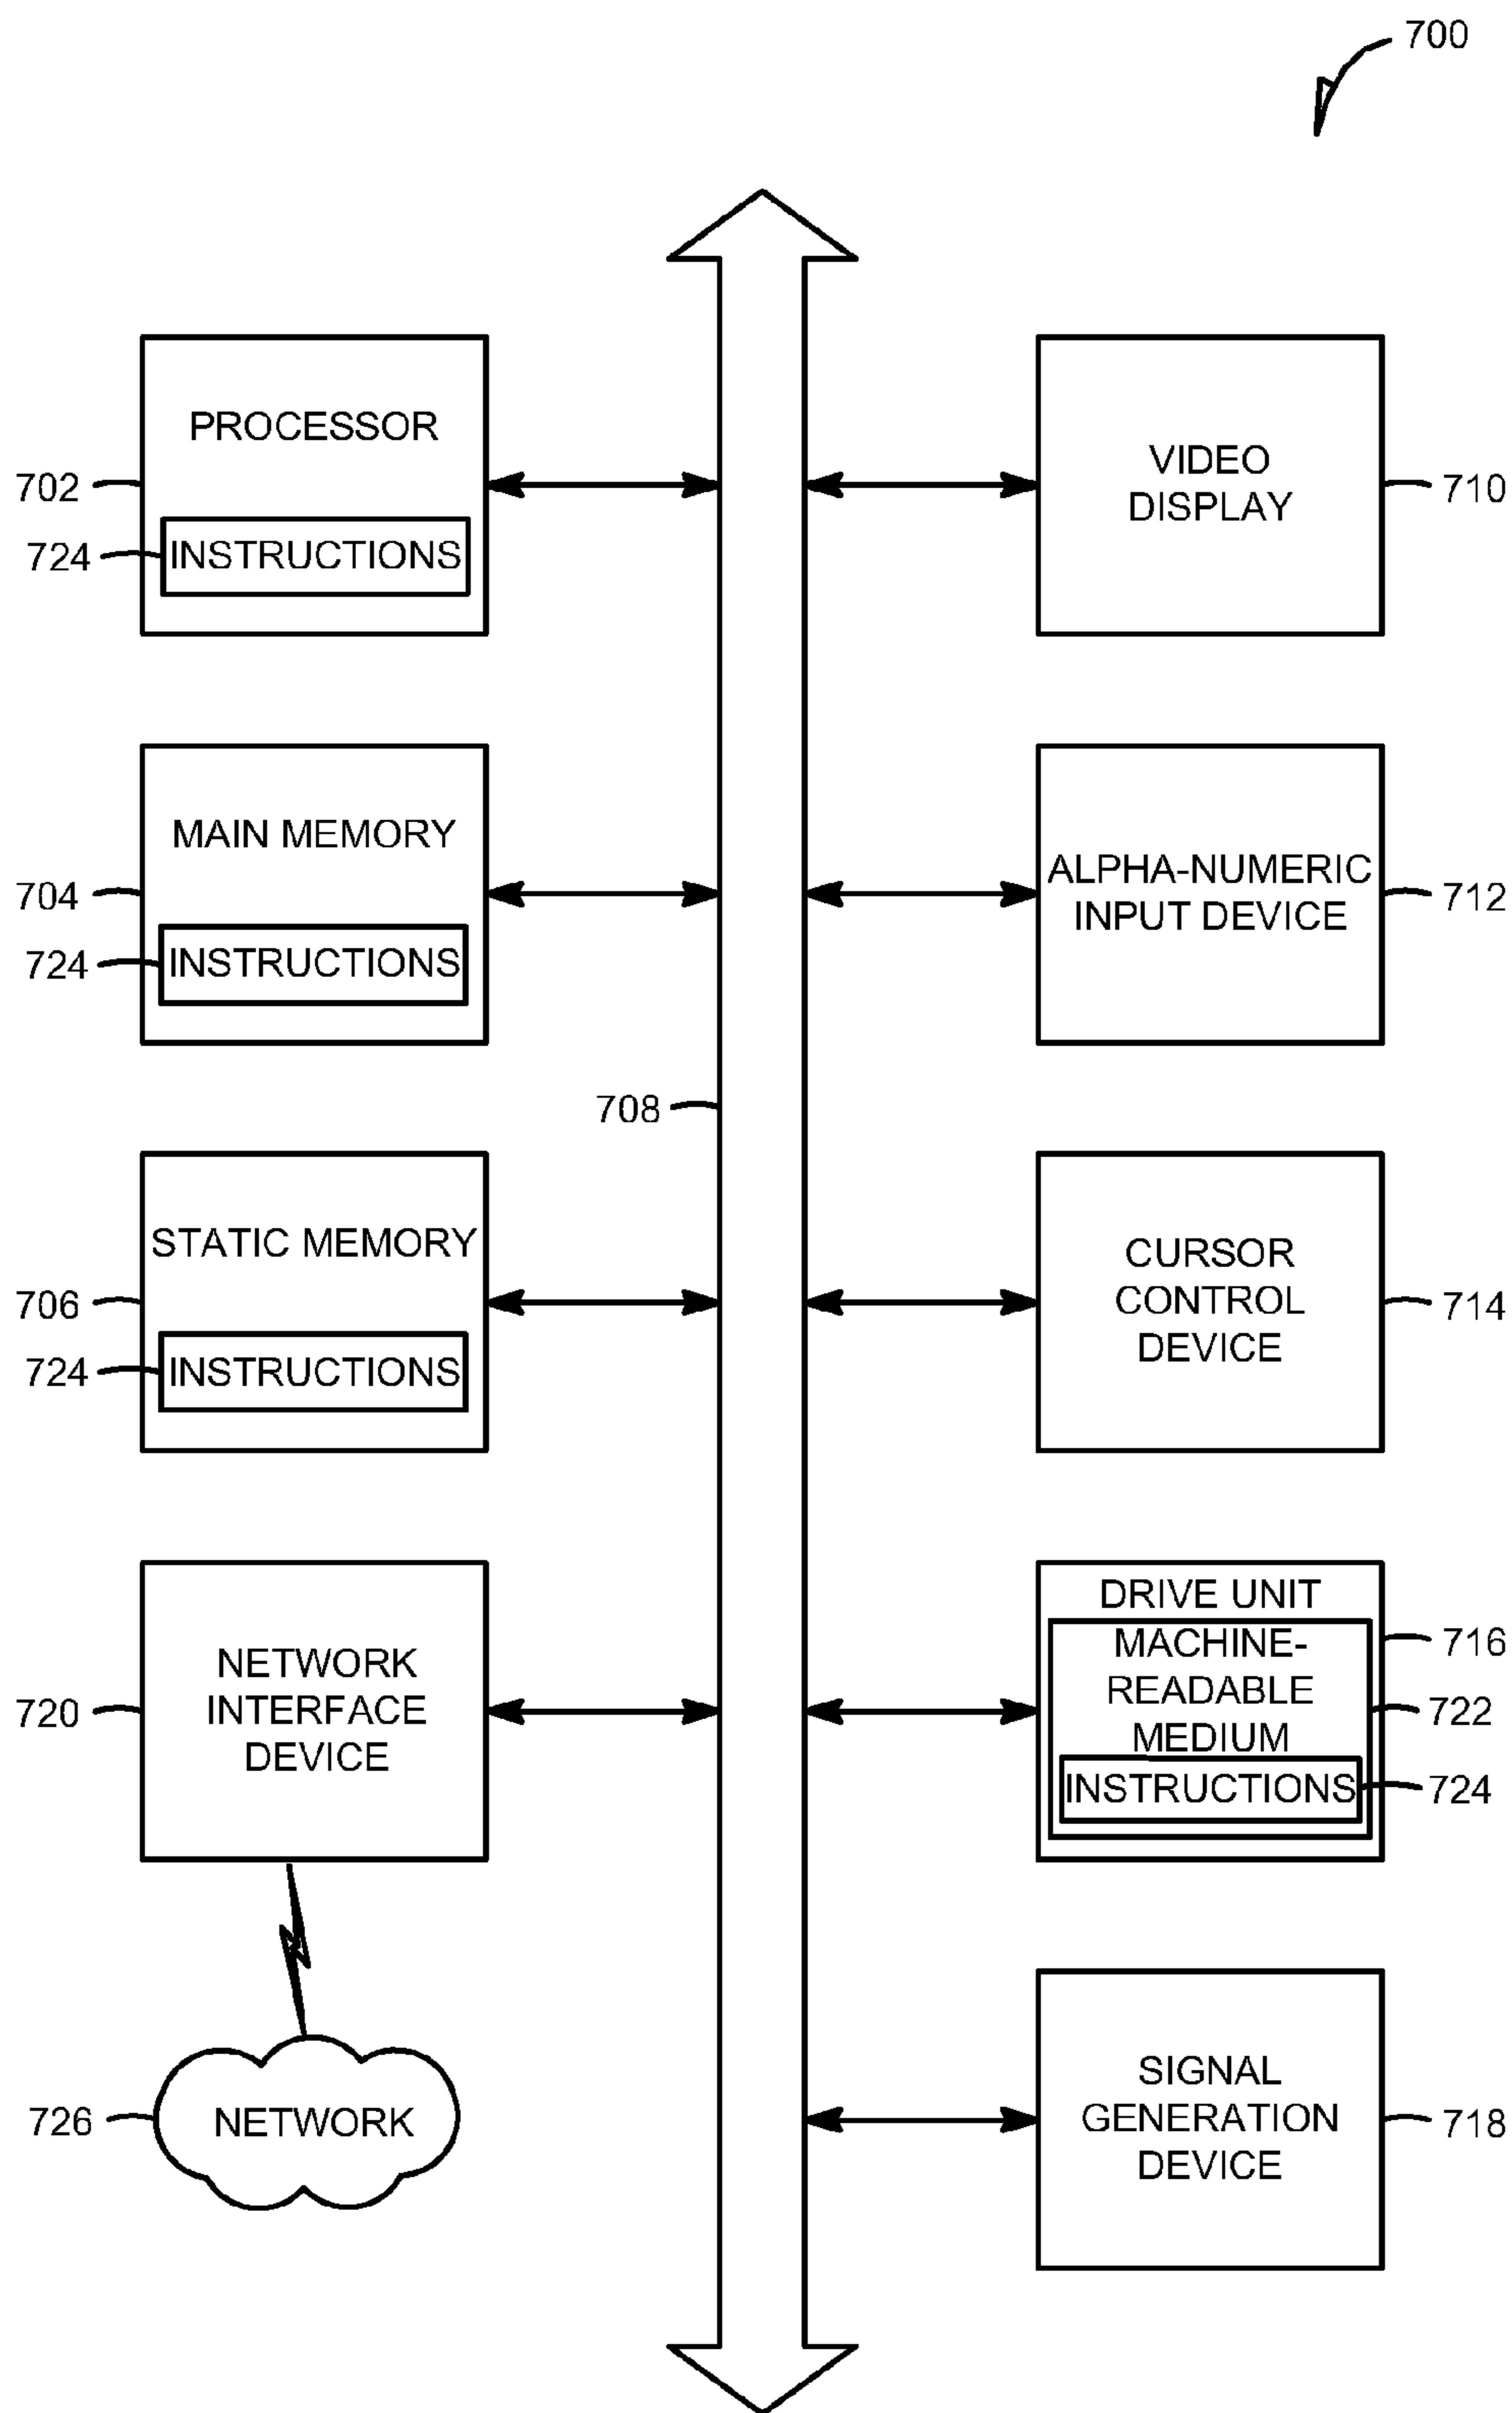 700
PROCESSOR
702
724
INSTRUCTIONS
VIDEO
DISPLAY
710
MAIN MEMORY
704
724
INSTRUCTIONS
ALPHA-NUMERIC
INPUT DEVICE
712
708
STATIC MEMORY
706
724
INSTRUCTIONS
CURSOR
CONTROL
DEVICE
714
NETWORK
INTERFACE
DEVICE
720
DRIVE UNIT
716
MACHINE-
READABLE
MEDIUM
722
INSTRUCTIONS
724
726
NETWORK
SIGNAL
GENERATION
DEVICE
718